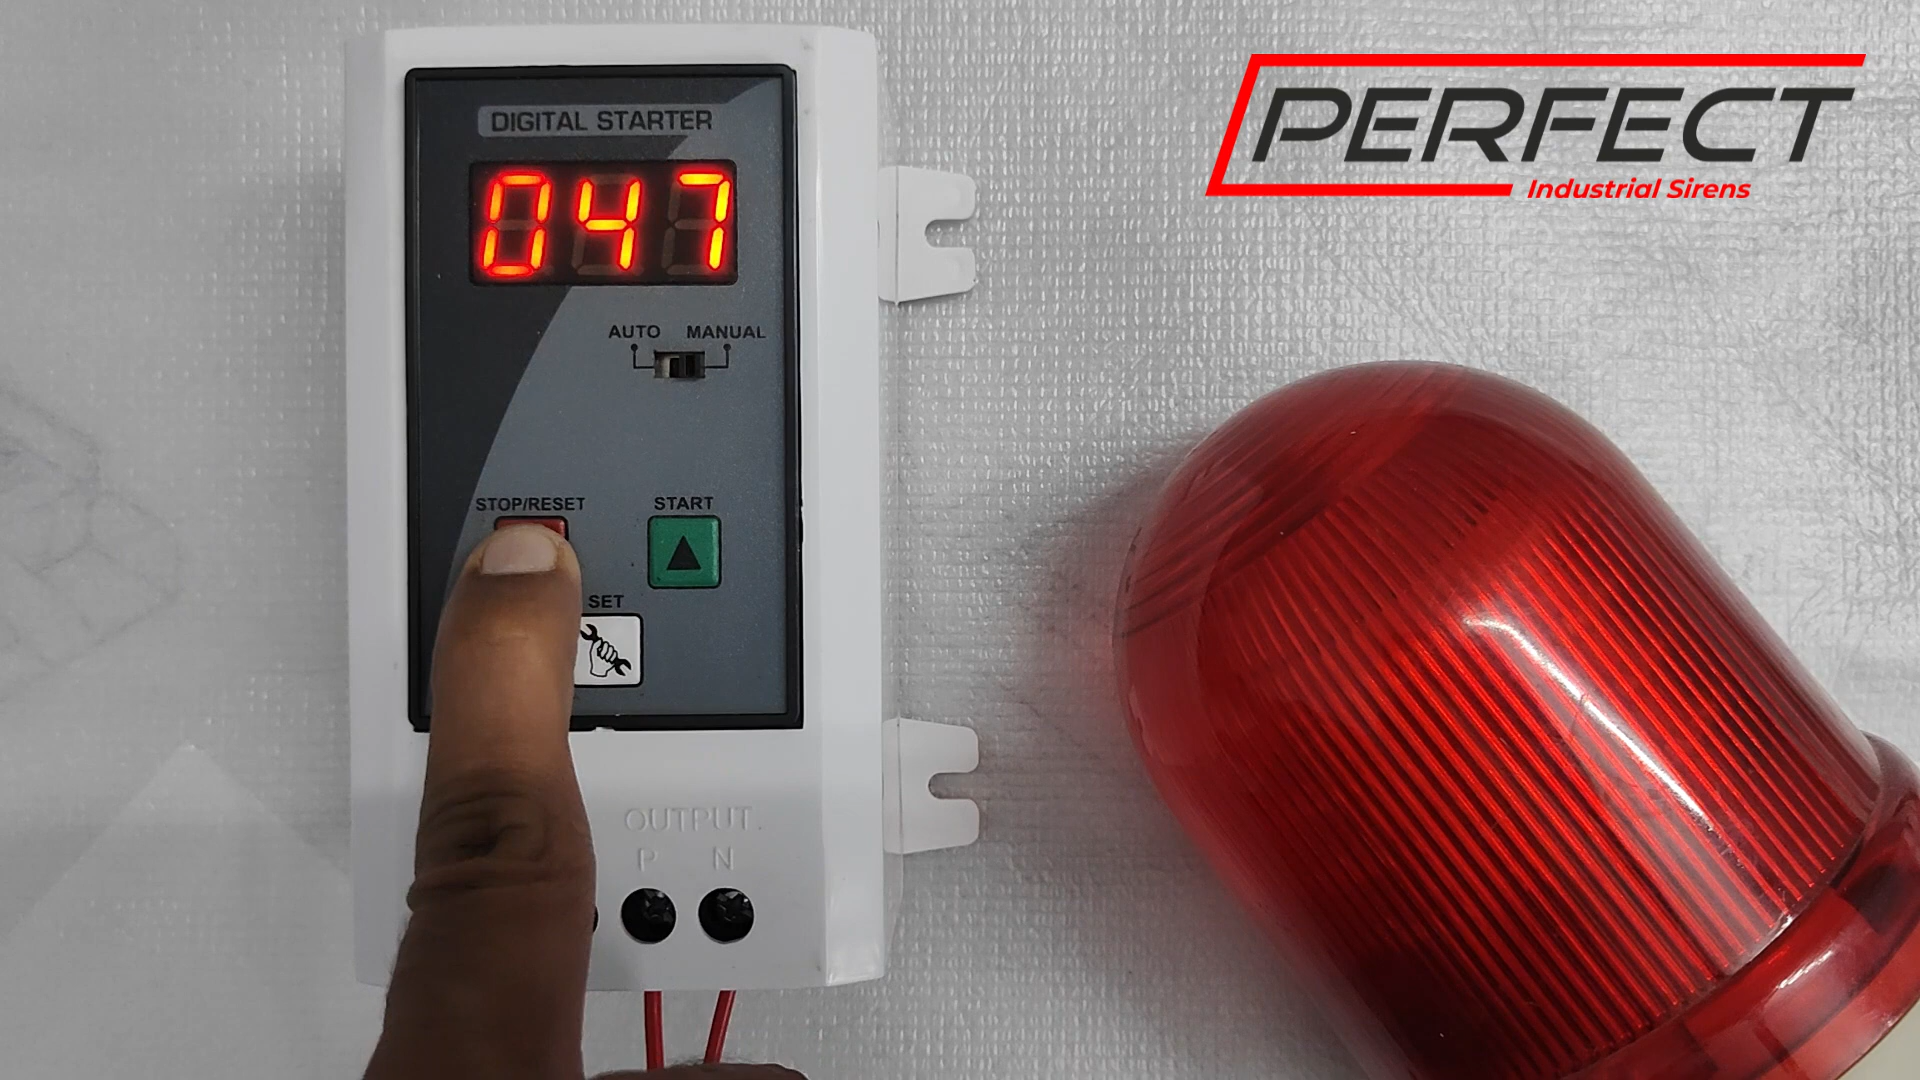 PERFECT
Industrial Sirens
DIGITAL STARTER
047
AUTO MANUAL
STOP/RESET START
SET
OUTPUT.
P N